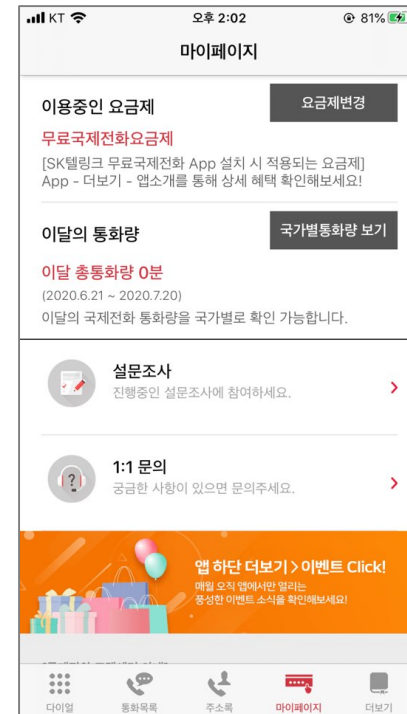 KT 오후 2:02 81%
마이페이지
이용중인 요금제 요금제변경
무료국제전화요금제
[SK텔링크 무료국제전화 App 설치 시 적용되는 요금제]
App - 더보기 - 앱소개를 통해 상세 혜택 확인해보세요!
이달의 통화량 국가별통화량 보기
이달 총통화량 0분
(2020.6.21 ~ 2020.7.20)
이달의 국제전화 통화량을 국가별로 확인 가능합니다.
설문조사
진행중인 설문조사에 참여하세요.
1:1 문의
궁금한 사항이 있으면 문의주세요.
앱 하단 더보기 > 이벤트 Click!
매월 오직 앱에서만 열리는
풍성한 이벤트 소식을 확인해보세요!
다이얼 통화목록 주소록 마이페이지 더보기